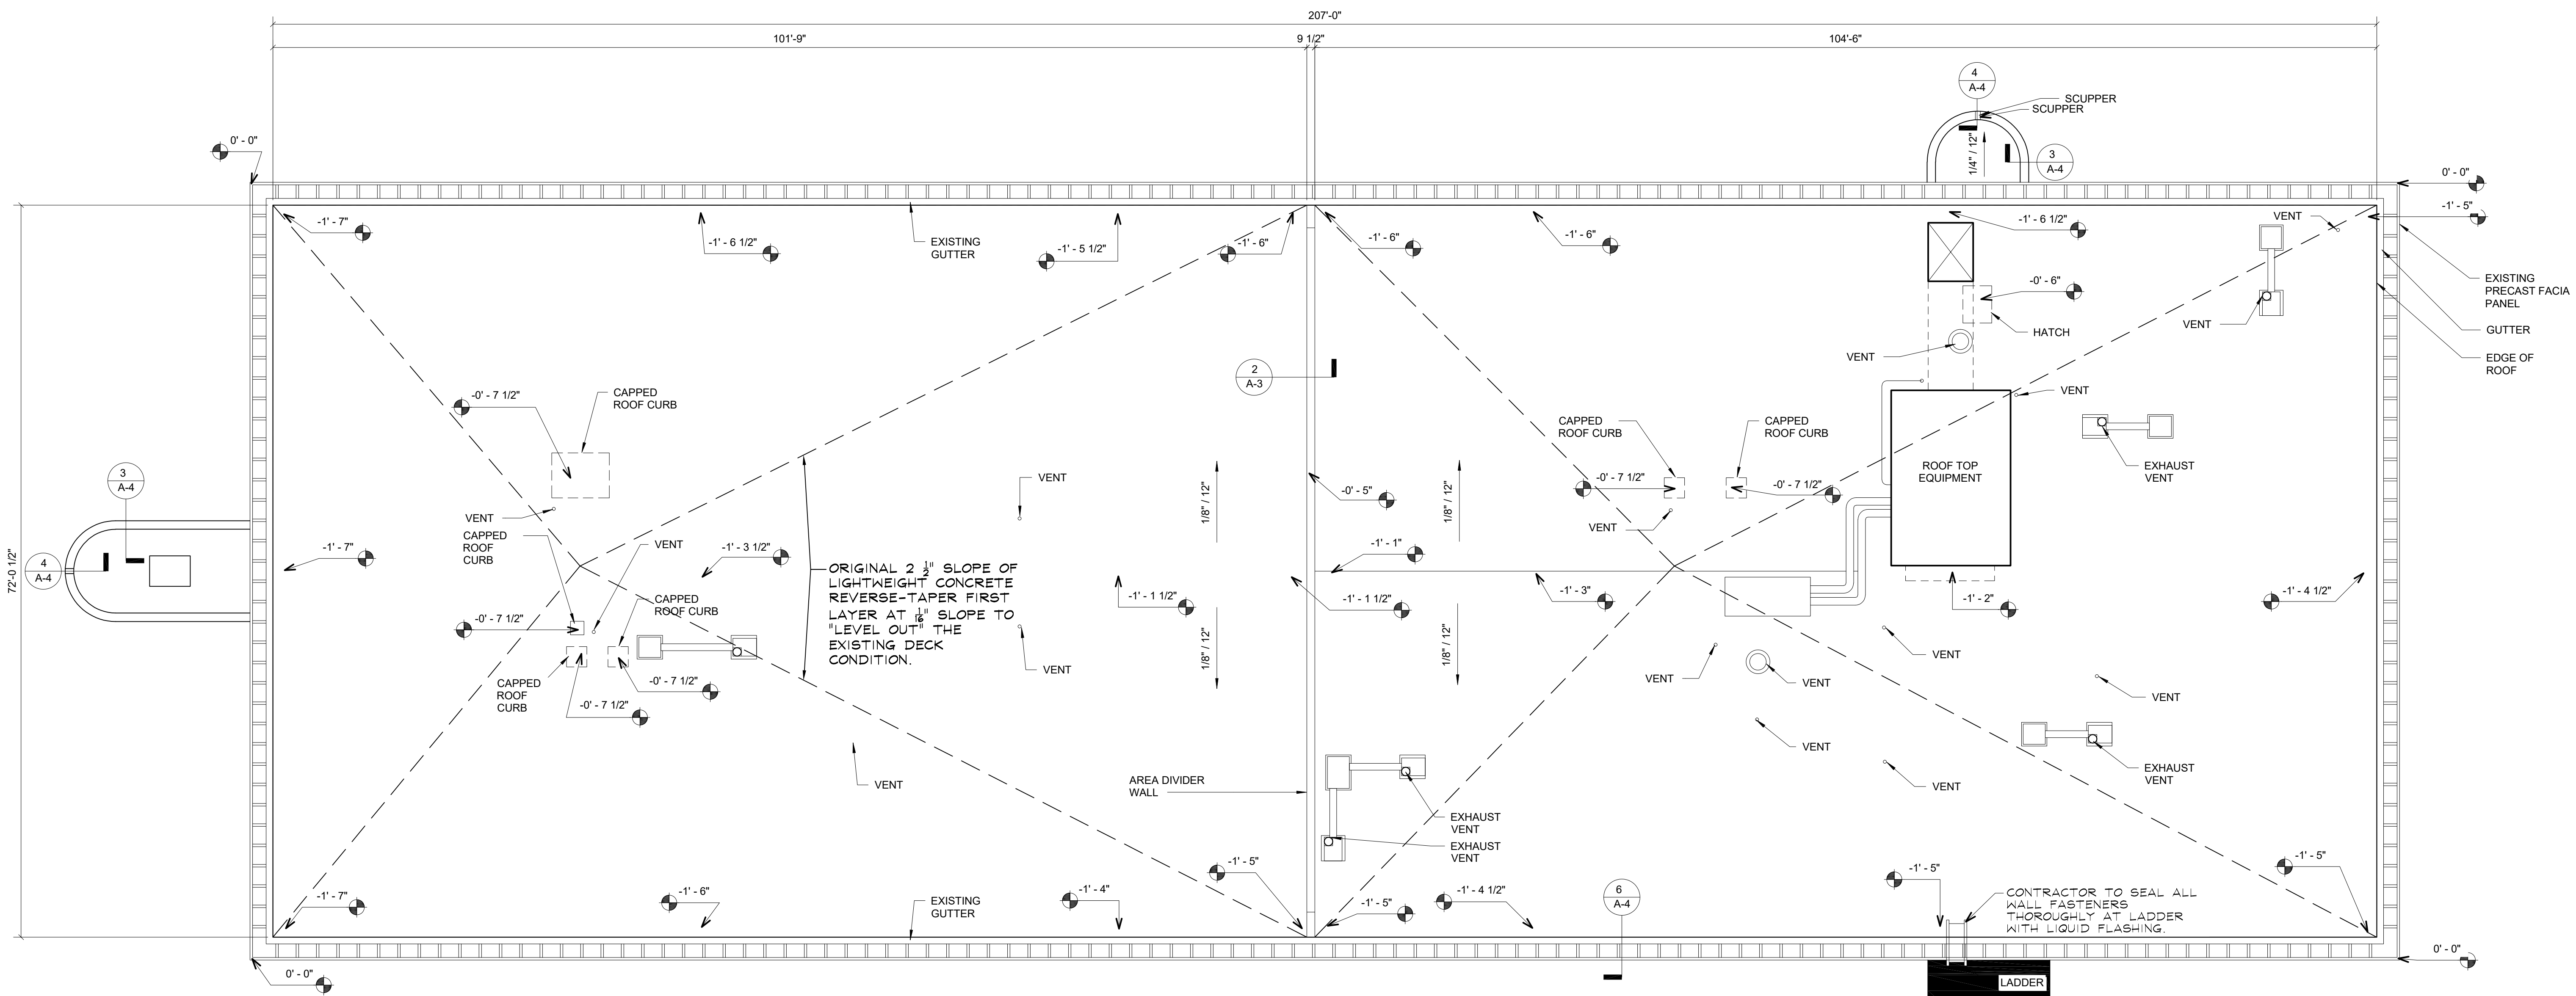 207'-0"
101'-9"
9 1/2"
104'-6"
4
A-4
SCUPPER
SCUPPER
1/4" / 12"
3
A-4
0' - 0"
0' - 0"
-1' - 5"
-1' - 7"
-1' - 6 1/2"
EXISTING
GUTTER
-1' - 5 1/2"
-1' - 6"
-1' - 6"
-1' - 6"
-1' - 6 1/2"
VENT
EXISTING
PRECAST FACIA
PANEL
-0' - 6"
HATCH
VENT
VENT
GUTTER
EDGE OF
ROOF
2
A-3
-0' - 7 1/2"
CAPPED
ROOF CURB
VENT
CAPPED
ROOF CURB
CAPPED
ROOF CURB
EXHAUST
VENT
ROOF TOP
EQUIPMENT
3
A-4
4
A-4
72'-0 1/2"
VENT
1/8" / 12"
-0' - 5"
1/8" / 12"
-0' - 7 1/2"
-0' - 7 1/2"
VENT
VENT
CAPPED
ROOF
CURB
VENT
-1' - 7"
-1' - 3 1/2"
-1' - 1"
ORIGINAL 2 1/2" SLOPE OF
LIGHTWEIGHT CONCRETE
REVERSE-TAPER FIRST
LAYER AT 1/16" SLOPE TO
"LEVEL OUT" THE
EXISTING DECK
CONDITION.
-1' - 1 1/2"
-1' - 1 1/2"
-1' - 3"
-1' - 2"
-1' - 4 1/2"
CAPPED
ROOF CURB
-0' - 7 1/2"
1/8" / 12"
1/8" / 12"
VENT
VENT
VENT
VENT
VENT
CAPPED
ROOF
CURB
-0' - 7 1/2"
-0' - 7 1/2"
VENT
VENT
EXHAUST
VENT
VENT
AREA DIVIDER
WALL
EXHAUST
VENT
EXHAUST
VENT
-1' - 7"
-1' - 6"
EXISTING
GUTTER
-1' - 4"
-1' - 5"
-1' - 5"
-1' - 4 1/2"
6
A-4
-1' - 5"
CONTRACTOR TO SEAL ALL
WALL FASTENERS
THOROUGHLY AT LADDER
WITH LIQUID FLASHING.
-1' - 5"
0' - 0"
0' - 0"
LADDER